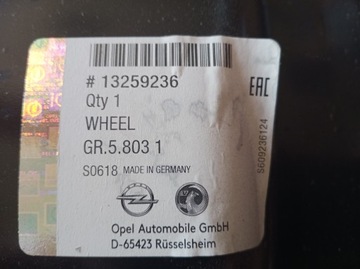 # 13259236
Qty 1
WHEEL
GR.5.803 1
S0618 MADE IN GERMANY
Opel Automobile GmbH
D-65423 Rüsselsheim
EAC
S609236124